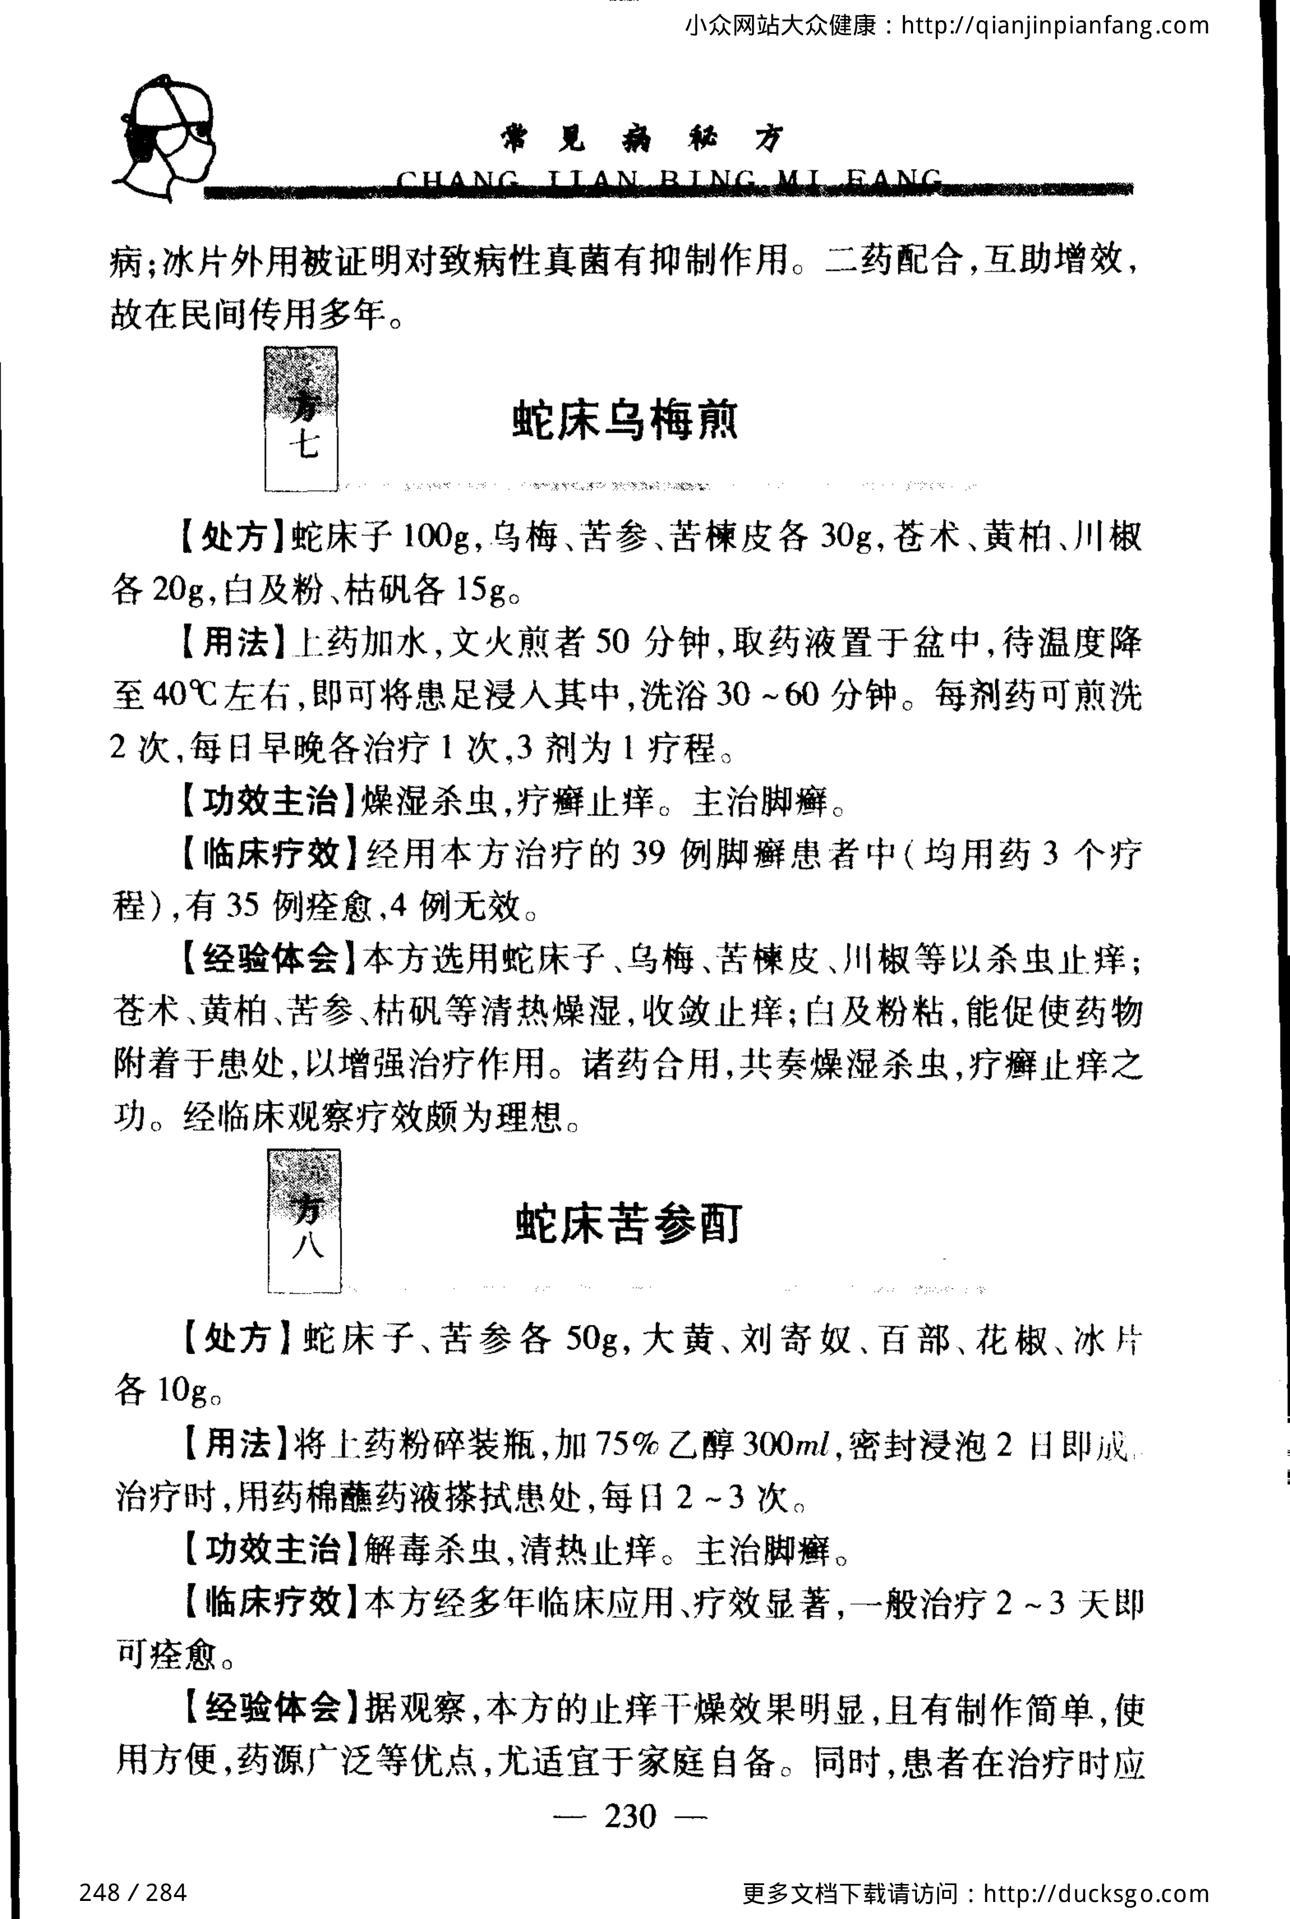 小众网站大众健康：http://qianjinpianfang.com
常见病秘方
CHANG JIAN BING MI FANG
病;冰片外用被证明对致病性真菌有抑制作用。二药配合,互助增效,
故在民间传用多年。
方七
蛇床乌梅煎
【处方】蛇床子 100g,乌梅、苦参、苦楝皮各 30g,苍术、黄柏、川椒
各 20g,白及粉、枯矾各 15g。
【用法】上药加水,文火煎者 50 分钟,取药液置于盆中,待温度降
至 40℃左右,即可将患足浸入其中,洗浴 30～60 分钟。每剂药可煎洗
2 次,每日早晚各治疗 1 次,3 剂为 1 疗程。
【功效主治】燥湿杀虫,疗癣止痒。主治脚癣。
【临床疗效】经用本方治疗的 39 例脚癣患者中(均用药 3 个疗
程),有 35 例痊愈,4 例无效。
【经验体会】本方选用蛇床子、乌梅、苦楝皮、川椒等以杀虫止痒;
苍术、黄柏、苦参、枯矾等清热燥湿,收敛止痒;白及粉粘,能促使药物
附着于患处,以增强治疗作用。诸药合用,共奏燥湿杀虫,疗癣止痒之
功。经临床观察疗效颇为理想。
方八
蛇床苦参酊
【处方】蛇床子、苦参各 50g,大黄、刘寄奴、百部、花椒、冰片
各 10g。
【用法】将上药粉碎装瓶,加 75%乙醇 300ml,密封浸泡 2 日即成。
治疗时,用药棉蘸药液搽拭患处,每日 2～3 次。
【功效主治】解毒杀虫,清热止痒。主治脚癣。
【临床疗效】本方经多年临床应用、疗效显著,一般治疗 2～3 天即
可痊愈。
【经验体会】据观察,本方的止痒干燥效果明显,且有制作简单,使
用方便,药源广泛等优点,尤适宜于家庭自备。同时,患者在治疗时应
— 230 —
248 / 284
更多文档下载请访问：http://ducksgo.com